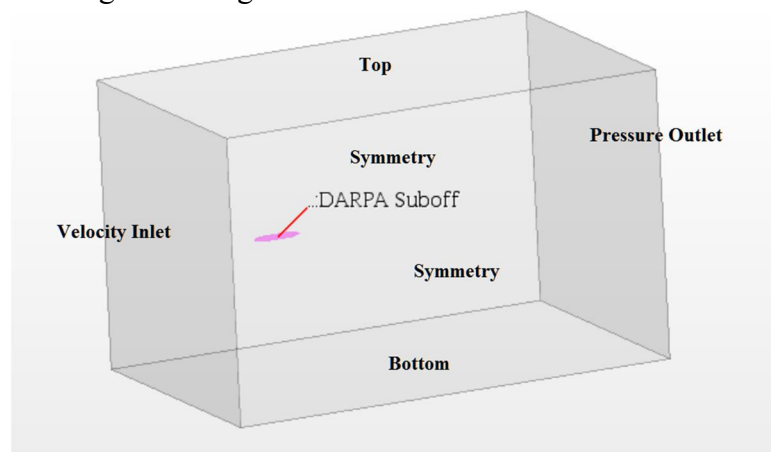 Top
Pressure Outlet
Symmetry
..:DARPA Suboff
Velocity Inlet
Symmetry
Bottom